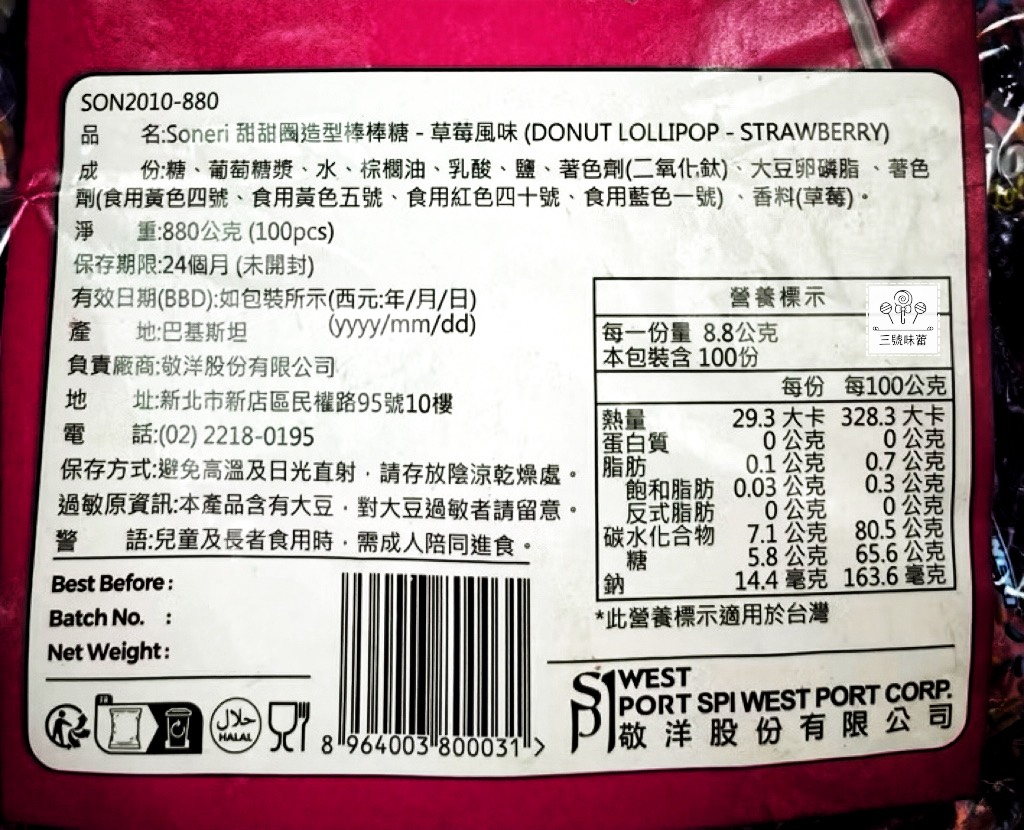 SON2010-880
品 名:Soneri 甜甜圈造型棒棒糖 - 草莓風味 (DONUT LOLLIPOP - STRAWBERRY)
成 份:糖、葡萄糖漿、水、棕櫚油、乳酸、鹽、著色劑(二氧化鈦)、大豆卵磷脂、著色
劑(食用黃色四號、食用黃色五號、食用紅色四十號、食用藍色一號)、香料(草莓)。
淨 重:880公克 (100pcs)
保存期限:24個月 (未開封)
有效日期(BBD):如包裝所示(西元:年/月/日)
(yyyy/mm/dd)
產 地:巴基斯坦
負責廠商:敬洋股份有限公司
地 址:新北市新店區民權路95號10樓
電 話:(02) 2218-0195
保存方式:避免高溫及日光直射，請存放陰涼乾燥處。
過敏原資訊:本產品含有大豆，對大豆過敏者請留意。
警 語:兒童及長者食用時，需成人陪同進食。
營養標示
三號味蕾
每一份量 8.8公克
本包裝含 100份
每份 每100公克
熱量 29.3 大卡 328.3 大卡
蛋白質 0 公克 0 公克
脂肪 0.1 公克 0.7 公克
飽和脂肪 0.03 公克 0.3 公克
反式脂肪 0 公克 0 公克
碳水化合物 7.1 公克 80.5 公克
糖 5.8 公克 65.6 公克
鈉 14.4 毫克 163.6 毫克
*此營養標示適用於台灣
Best Before :
Batch No. :
Net Weight :
FR
حلال
HALAL
8 964003 800031 >
WEST
PORT SPI WEST PORT CORP.
敬洋股份有限公司